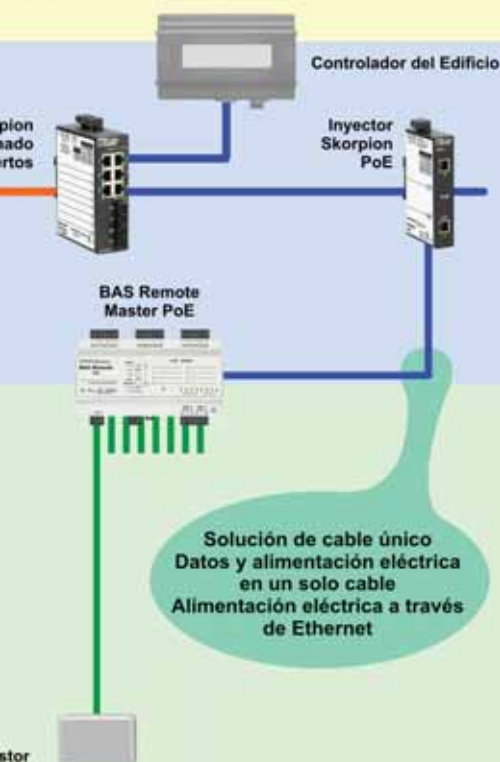 Controlador del Edificio
Inyector
Skorpion
PoE
BAS Remote
Master PoE
Solución de cable único
Datos y alimentación eléctrica
en un solo cable
Alimentación eléctrica a través
de Ethernet